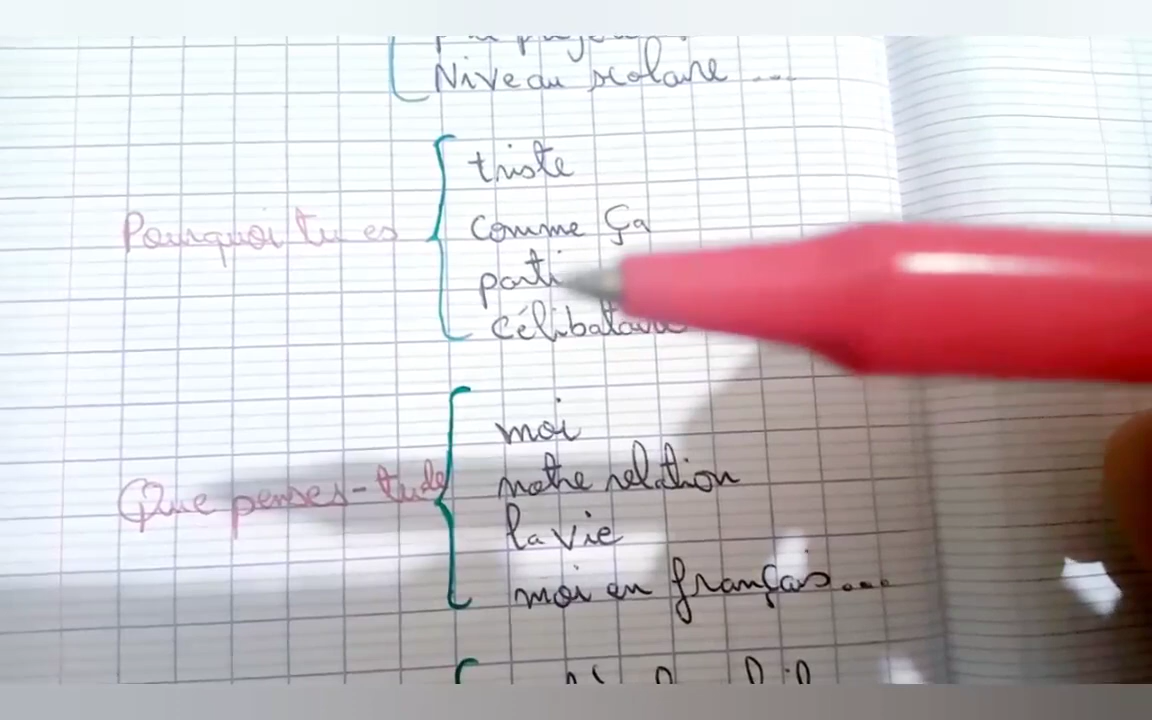 Niveau scolaire ...
Pourquoi tu es
triste
comme ça
parti
célibataire
Que penses-tu de
moi
notre relation
la vie
moi en français...